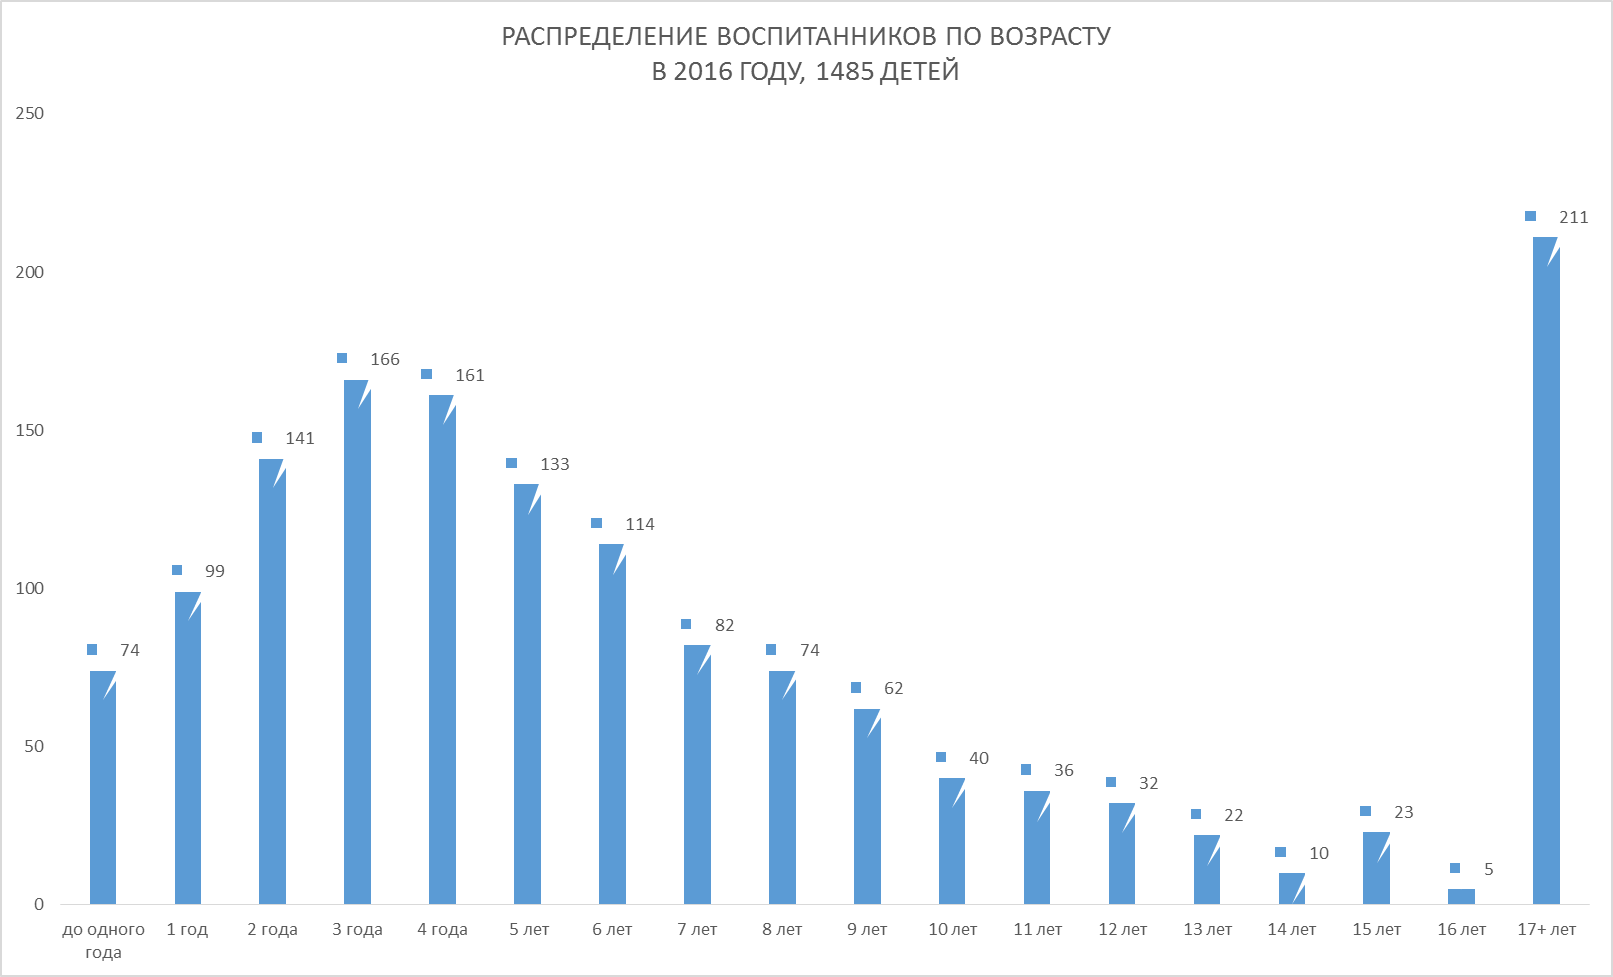 РАСПРЕДЕЛЕНИЕ ВОСПИТАННИКОВ ПО ВОЗРАСТУ
В 2016 ГОДУ, 1485 ДЕТЕЙ
250
200
150
100
50
0
74
99
141
166
161
133
114
82
74
62
40
36
32
22
10
23
5
211
до одного
года
1 год
2 года
3 года
4 года
5 лет
6 лет
7 лет
8 лет
9 лет
10 лет
11 лет
12 лет
13 лет
14 лет
15 лет
16 лет
17+ лет